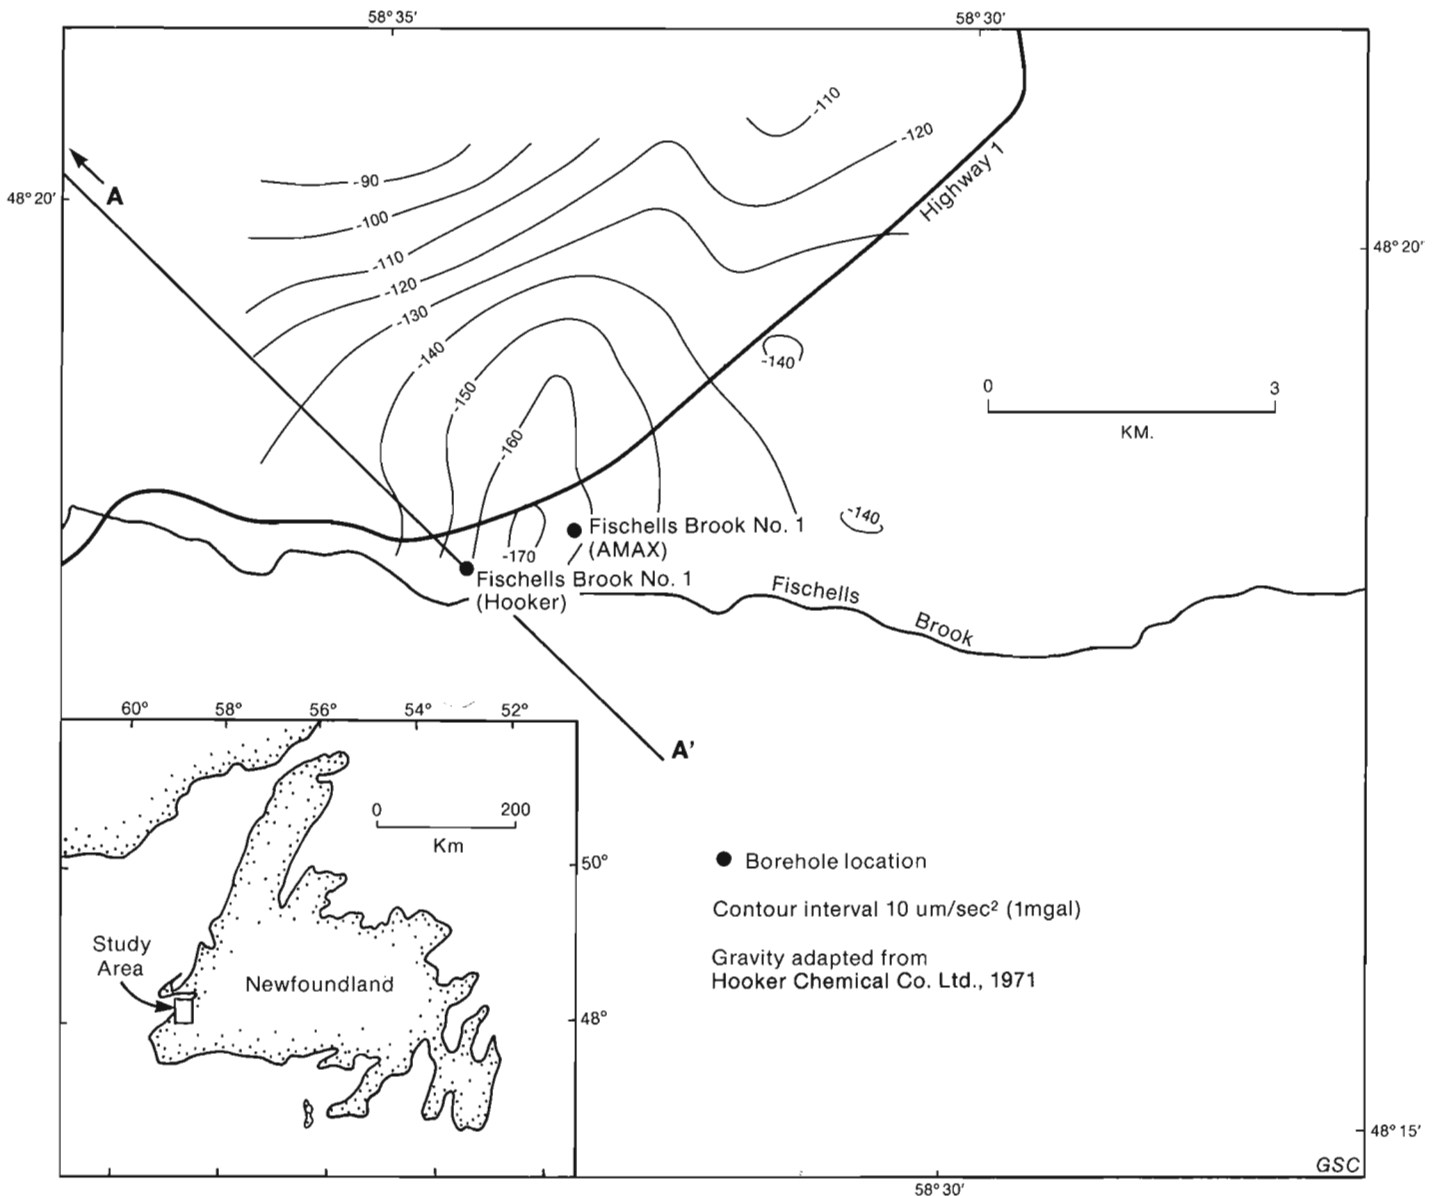 58°35'
58°30'
-110
-120
Highway 1
-90
A
48°20'
-100
48°20'
-110
-120
-130
-140
-140
-150
0 3
KM.
-160
-140
Fischells Brook No. 1
(AMAX)
-170
Fischells Brook No. 1
(Hooker)
Fischells
Brook
60° 58° 56° 54° 52°
A'
0 200
Km
50°
Borehole location
Contour interval 10 um/sec² (1mgal)
Study
Area
Gravity adapted from
Hooker Chemical Co. Ltd., 1971
Newfoundland
48°
48°15'
GSC
58°30'